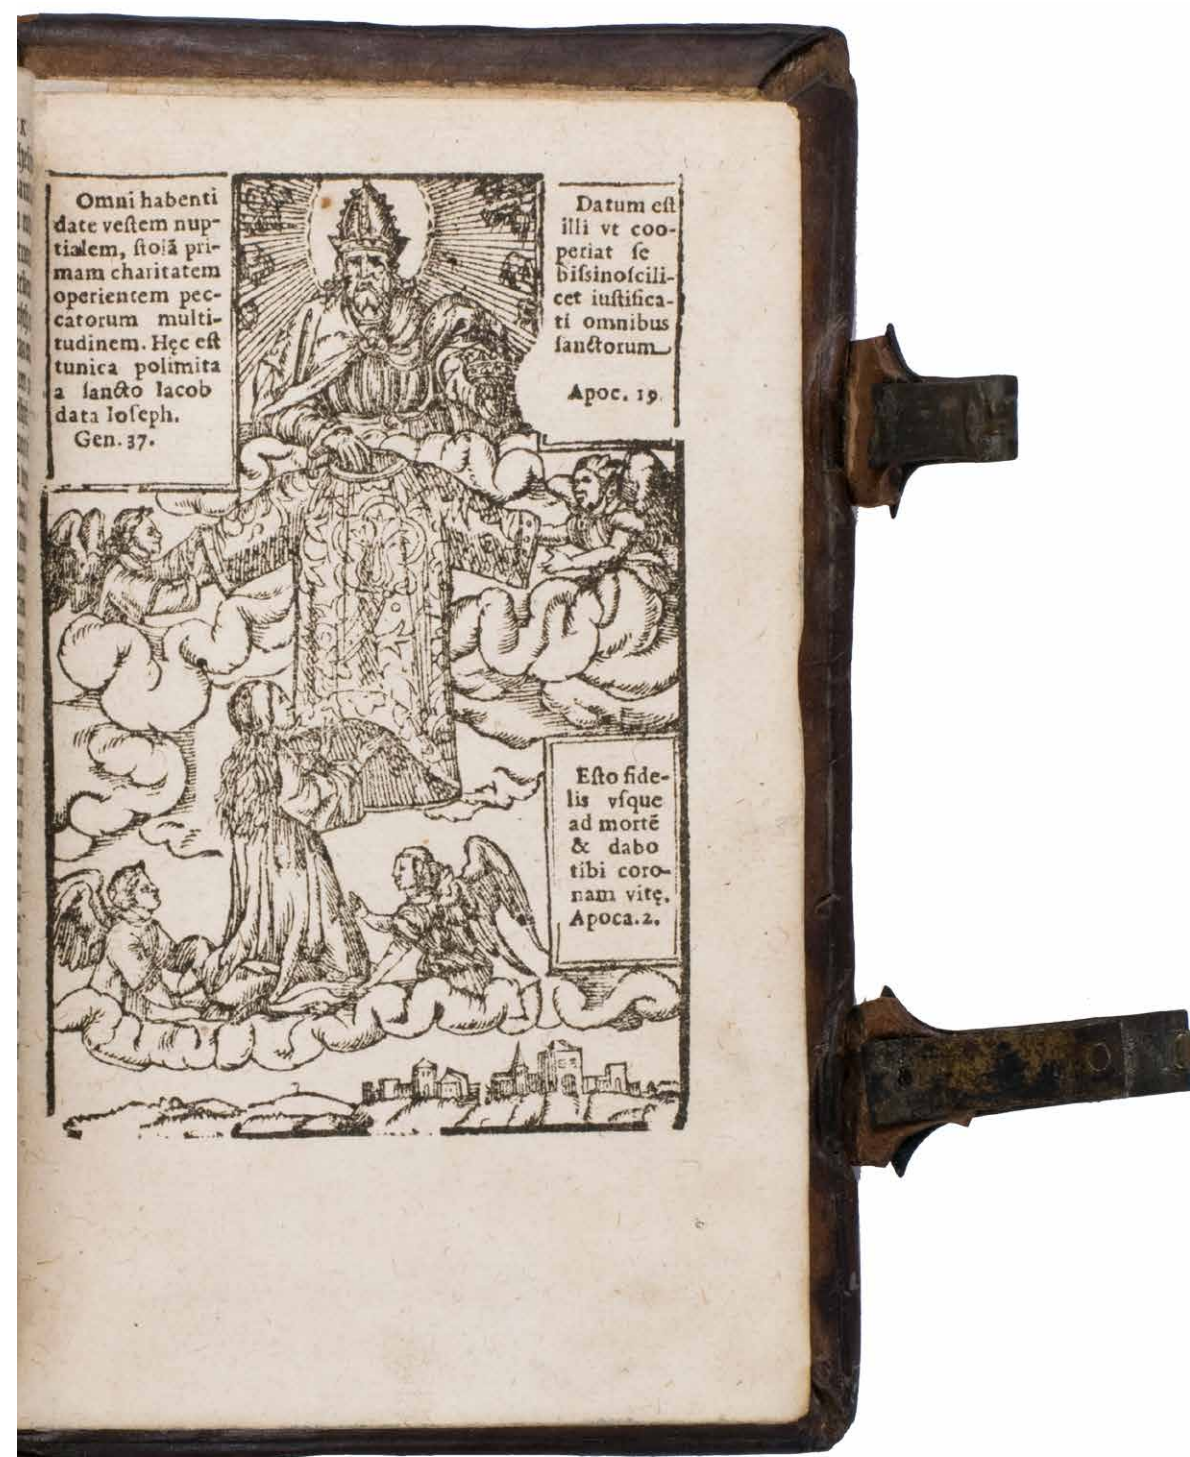 Omni habenti
date veſtem nup-
tialem, ſtolã pri-
mam charitatem
operientem pec-
catorum multi-
tudinem. Hęc eſt
tunica polimita
a ſancto Iacob
data Ioſeph.
Gen. 37.
Datum eſt
illi vt coo-
periat ſe
biſsinoſcili-
cet iuſtifica-
ti omnibus
ſanctorum
Apoc. 19.
Eſto fide-
lis vſque
ad mortẽ
& dabo
tibi coro-
nam vitę.
Apoca. 2.